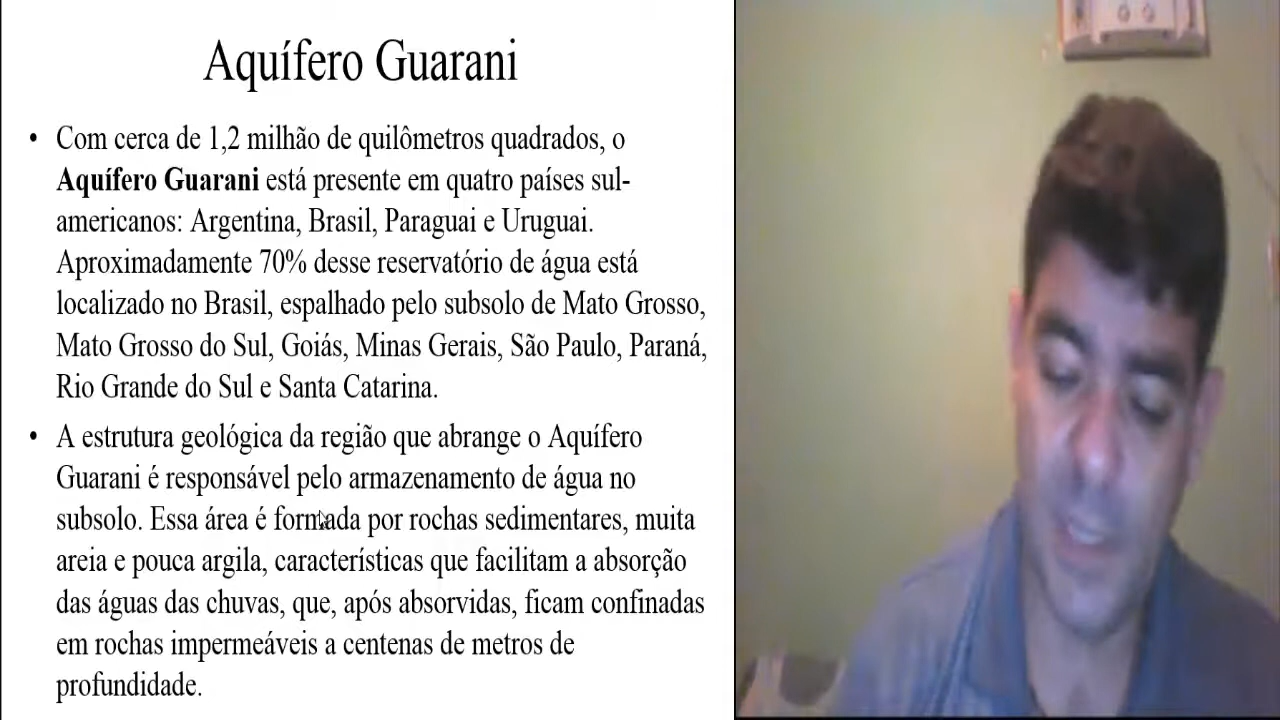 Aquífero Guarani
• Com cerca de 1,2 milhão de quilômetros quadrados, o
Aquífero Guarani está presente em quatro países sul-
americanos: Argentina, Brasil, Paraguai e Uruguai.
Aproximadamente 70% desse reservatório de água está
localizado no Brasil, espalhado pelo subsolo de Mato Grosso,
Mato Grosso do Sul, Goiás, Minas Gerais, São Paulo, Paraná,
Rio Grande do Sul e Santa Catarina.
• A estrutura geológica da região que abrange o Aquífero
Guarani é responsável pelo armazenamento de água no
subsolo. Essa área é formada por rochas sedimentares, muita
areia e pouca argila, características que facilitam a absorção
das águas das chuvas, que, após absorvidas, ficam confinadas
em rochas impermeáveis a centenas de metros de
profundidade.